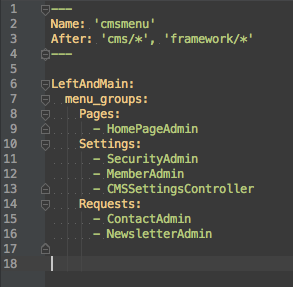 1 ---
2 Name: 'cmsmenu'
3 After: 'cms/*', 'framework/*'
4 ---
5
6 LeftAndMain:
7   menu_groups:
8     Pages:
9       - HomePageAdmin
10     Settings:
11       - SecurityAdmin
12       - MemberAdmin
13       - CMSSettingsController
14     Requests:
15       - ContactAdmin
16       - NewsletterAdmin
17
18